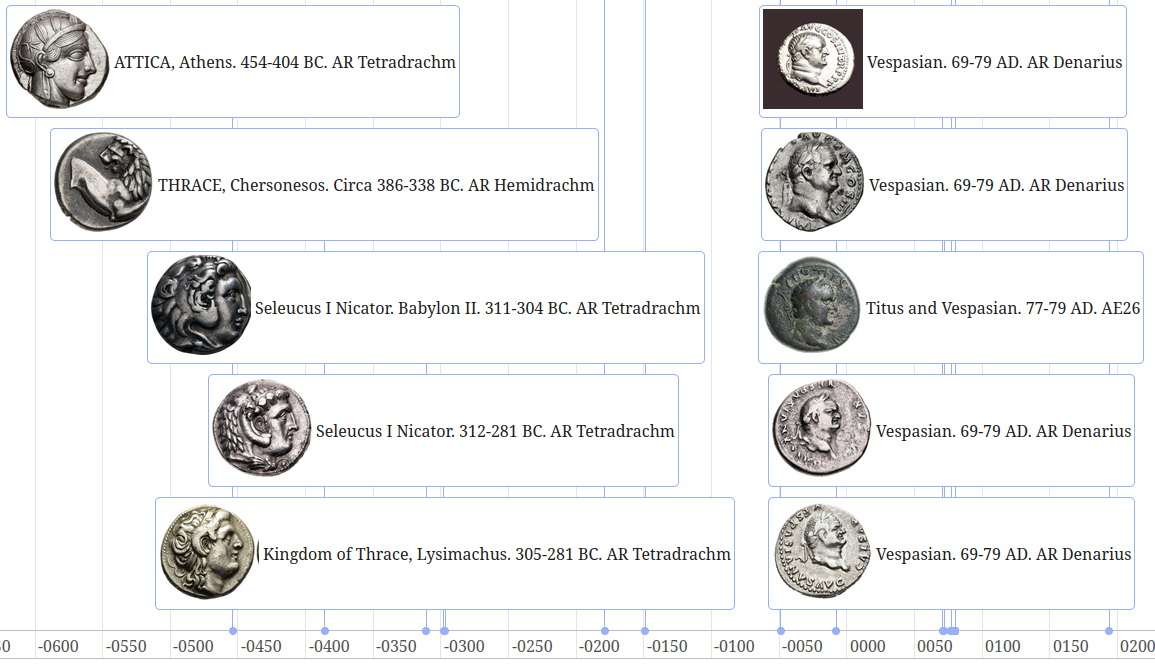 ATTICA, Athens. 454-404 BC. AR Tetradrachm
Vespasian. 69-79 AD. AR Denarius
THRACE, Chersonesos. Circa 386-338 BC. AR Hemidrachm
Vespasian. 69-79 AD. AR Denarius
Seleucus I Nicator. Babylon II. 311-304 BC. AR Tetradrachm
Titus and Vespasian. 77-79 AD. AE26
Seleucus I Nicator. 312-281 BC. AR Tetradrachm
Vespasian. 69-79 AD. AR Denarius
Kingdom of Thrace, Lysimachus. 305-281 BC. AR Tetradrachm
Vespasian. 69-79 AD. AR Denarius
-0600 -0550 -0500 -0450 -0400 -0350 -0300 -0250 -0200 -0150 -0100 -0050 0000 0050 0100 0150 0200